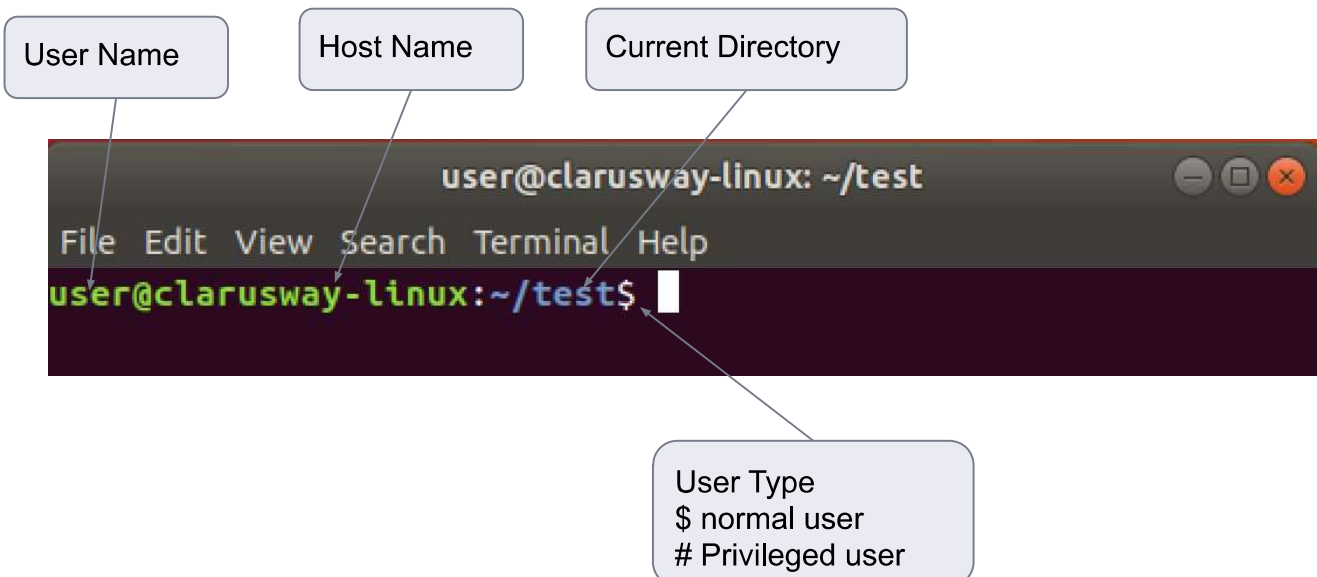 User Name
Host Name
Current Directory
user@clarusway-linux: ~/test
File Edit View Search Terminal Help
user@clarusway-linux:~/test$
User Type
$ normal user
# Privileged user